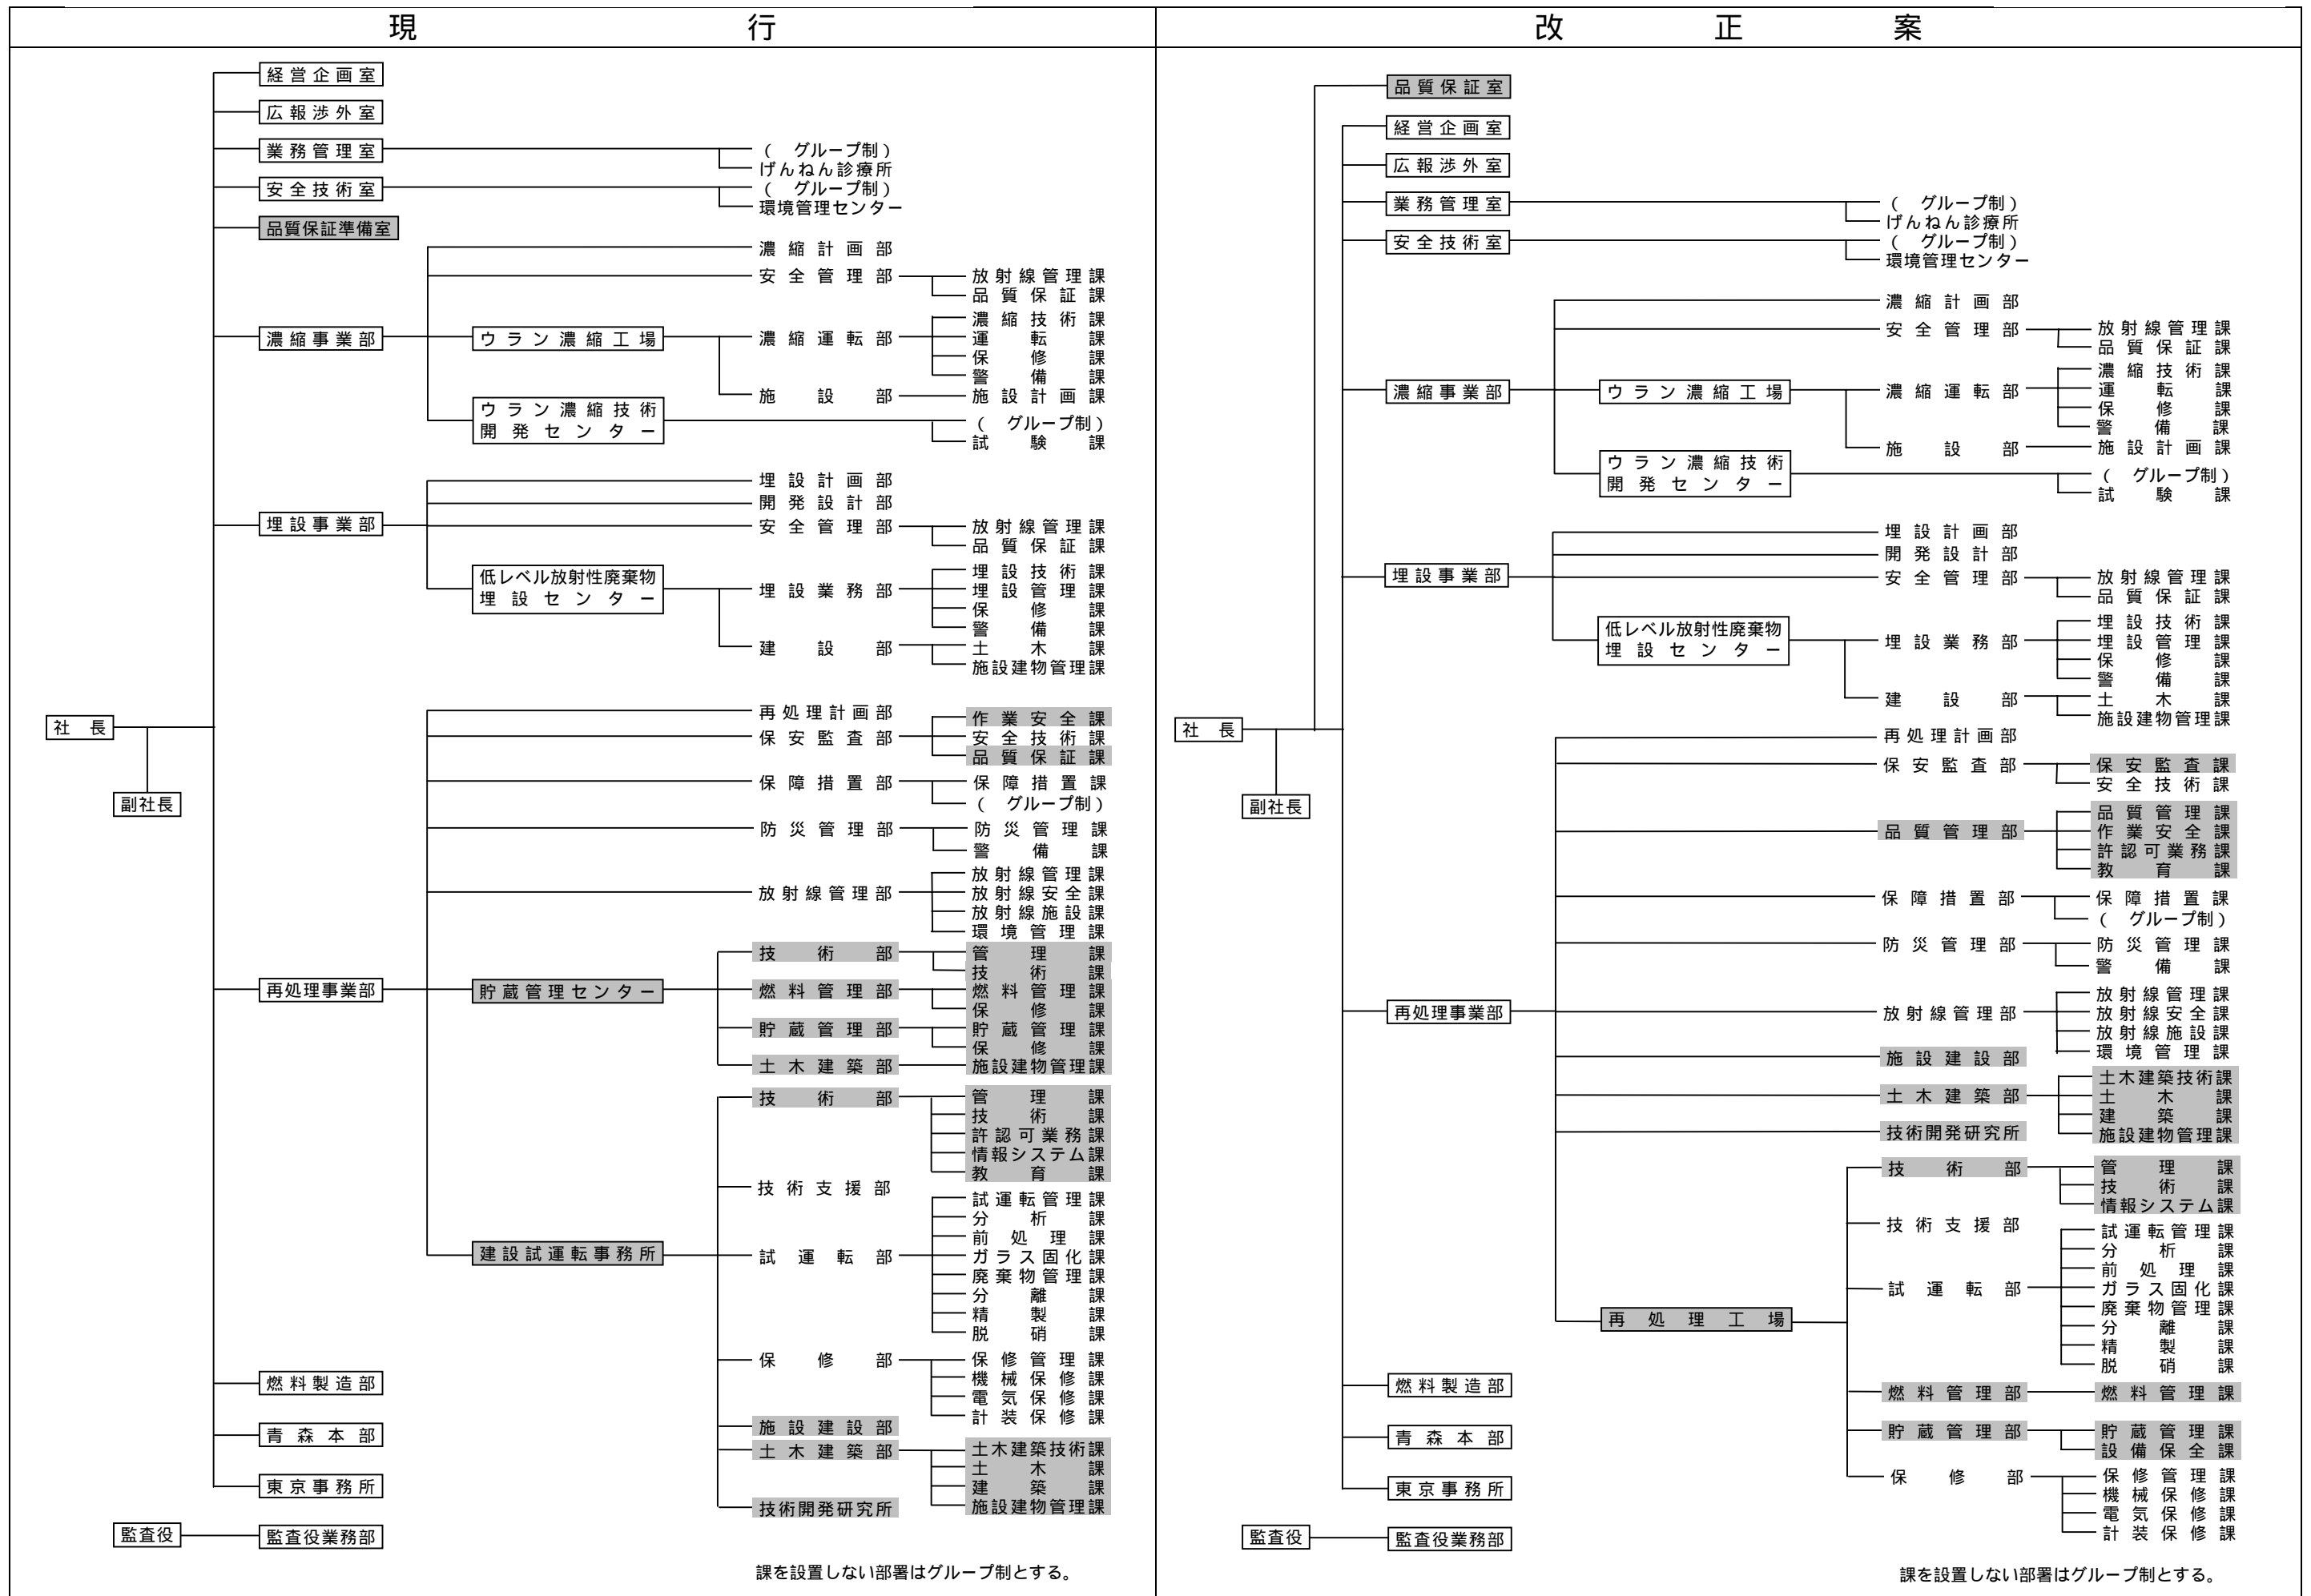 現行
経営企画室
広報渉外室
業務管理室
( グループ制)
げんねん診療所
安全技術室
( グループ制)
環境管理センター
品質保証準備室
濃縮計画部
安全管理部
放射線管理課
品質保証課
濃縮事業部
ウラン濃縮工場
濃縮運転部
濃縮技術課
運転課
保修課
警備課
施設部
施設計画課
ウラン濃縮技術
開発センター
( グループ制)
試験課
埋設計画部
開発設計部
埋設事業部
安全管理部
放射線管理課
品質保証課
低レベル放射性廃棄物
埋設センター
埋設業務部
埋設技術課
埋設管理課
保修課
警備課
建設部
土木課
施設建物管理課
社長
副社長
再処理計画部
保安監査部
作業安全課
安全技術課
品質保証課
保障措置部
保障措置課
( グループ制)
防災管理部
防災管理課
警備課
放射線管理部
放射線管理課
放射線安全課
放射線施設課
環境管理課
再処理事業部
貯蔵管理センター
技術部
管理課
技術課
燃料管理部
燃料管理課
保修課
貯蔵管理部
貯蔵管理課
保修課
土木建築部
施設建物管理課
建設試運転事務所
技術部
管理課
技術課
許認可業務課
情報システム課
教育課
技術支援部
試運転部
試運転管理課
分析課
前処理課
ガラス固化課
廃棄物管理課
分離課
精製課
脱硝課
保修部
保修管理課
機械保修課
電気保修課
計装保修課
施設建設部
土木建築部
土木建築技術課
土木課
建築課
施設建物管理課
技術開発研究所
燃料製造部
青森本部
東京事務所
監査役
監査役業務部
課を設置しない部署はグループ制とする。
改正案
品質保証室
経営企画室
広報渉外室
業務管理室
( グループ制)
げんねん診療所
安全技術室
( グループ制)
環境管理センター
濃縮計画部
安全管理部
放射線管理課
品質保証課
濃縮事業部
ウラン濃縮工場
濃縮運転部
濃縮技術課
運転課
保修課
警備課
施設部
施設計画課
ウラン濃縮技術
開発センター
( グループ制)
試験課
埋設計画部
開発設計部
埋設事業部
安全管理部
放射線管理課
品質保証課
低レベル放射性廃棄物
埋設センター
埋設業務部
埋設技術課
埋設管理課
保修課
警備課
建設部
土木課
施設建物管理課
社長
副社長
再処理計画部
保安監査部
保安監査課
安全技術課
品質管理部
品質管理課
作業安全課
許認可業務課
教育課
保障措置部
保障措置課
( グループ制)
防災管理部
防災管理課
警備課
再処理事業部
放射線管理部
放射線管理課
放射線安全課
放射線施設課
環境管理課
施設建設部
土木建築部
土木建築技術課
土木課
建築課
施設建物管理課
技術開発研究所
再処理工場
技術部
管理課
技術課
情報システム課
技術支援部
試運転部
試運転管理課
分析課
前処理課
ガラス固化課
廃棄物管理課
分離課
精製課
脱硝課
燃料管理部
燃料管理課
貯蔵管理部
貯蔵管理課
設備保全課
保修部
保修管理課
機械保修課
電気保修課
計装保修課
燃料製造部
青森本部
東京事務所
監査役
監査役業務部
課を設置しない部署はグループ制とする。